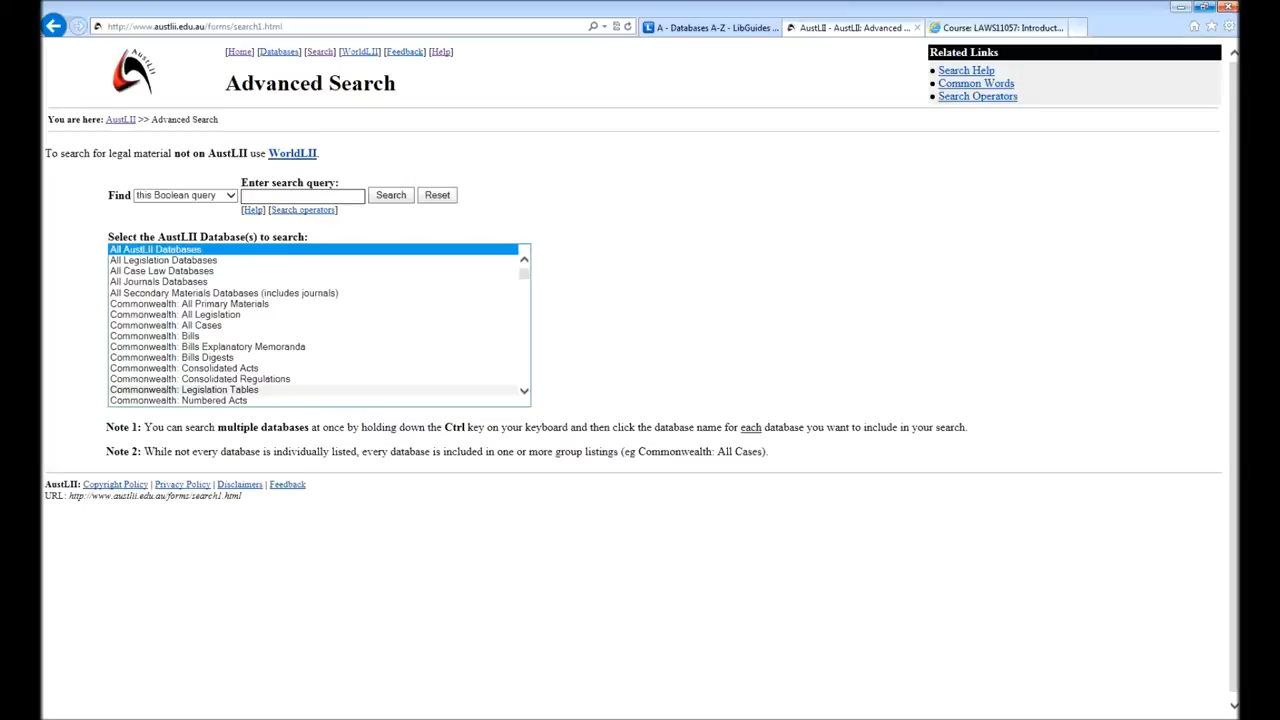 http://www.austlii.edu.au/forms/search1.html
A - Databases A-Z - LibGuides ...
AustLII - AustLII: Advanced ...
Course: LAWS11057: Introduct...
AustLII
[Home] [Databases] [Search] [WorldLII] [Feedback] [Help]
Advanced Search
Related Links
Search Help
Common Words
Search Operators
You are here: AustLII >> Advanced Search
To search for legal material not on AustLII use WorldLII.
Enter search query:
Find this Boolean query Search Reset
[Help] [Search operators]
Select the AustLII Database(s) to search:
All AustLII Databases
All Legislation Databases
All Case Law Databases
All Journals Databases
All Secondary Materials Databases (includes journals)
Commonwealth: All Primary Materials
Commonwealth: All Legislation
Commonwealth: All Cases
Commonwealth: Bills
Commonwealth: Bills Explanatory Memoranda
Commonwealth: Bills Digests
Commonwealth: Consolidated Acts
Commonwealth: Consolidated Regulations
Commonwealth: Legislation Tables
Commonwealth: Numbered Acts
Note 1: You can search multiple databases at once by holding down the Ctrl key on your keyboard and then click the database name for each database you want to include in your search.
Note 2: While not every database is individually listed, every database is included in one or more group listings (eg Commonwealth: All Cases).
AustLII: Copyright Policy | Privacy Policy | Disclaimers | Feedback
URL: http://www.austlii.edu.au/forms/search1.html